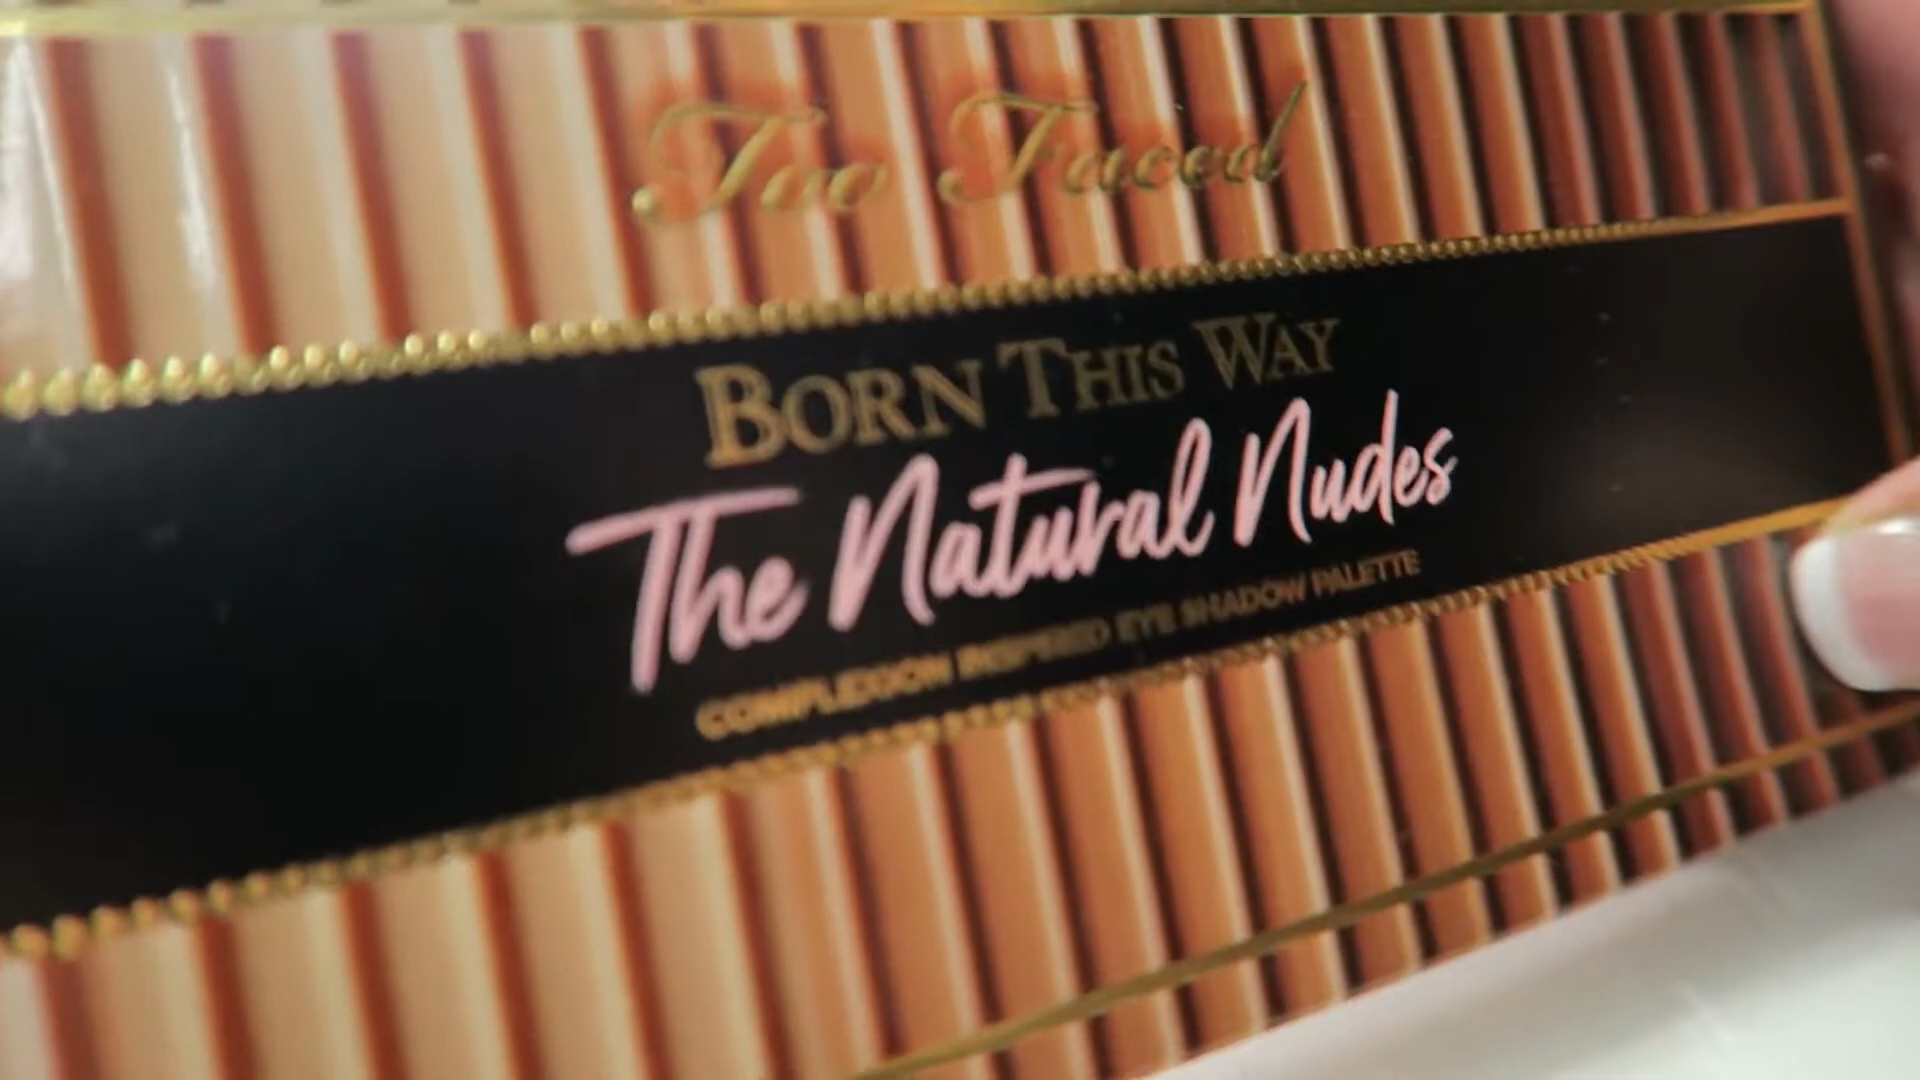 Too Faced
BORN THIS WAY
The Natural Nudes
COMPLEXION INSPIRED EYE SHADOW PALETTE